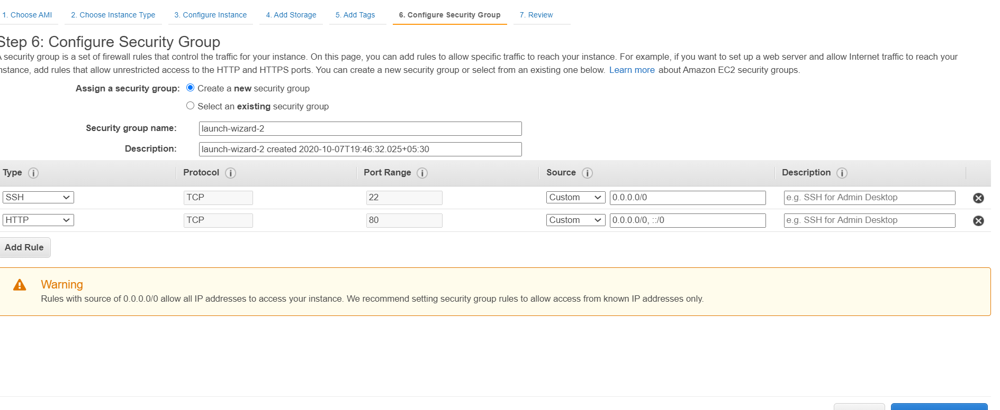 1. Choose AMI 2. Choose Instance Type 3. Configure Instance 4. Add Storage 5. Add Tags 6. Configure Security Group 7. Review
Step 6: Configure Security Group
A security group is a set of firewall rules that control the traffic for your instance. On this page, you can add rules to allow specific traffic to reach your instance. For example, if you want to set up a web server and allow Internet traffic to reach your
instance, add rules that allow unrestricted access to the HTTP and HTTPS ports. You can create a new security group or select from an existing one below. Learn more about Amazon EC2 security groups.
Assign a security group: Create a new security group
Select an existing security group
Security group name: launch-wizard-2
Description: launch-wizard-2 created 2020-10-07T19:46:32.025+05:30
Type i Protocol i Port Range i Source i Description i
SSH TCP 22 Custom 0.0.0.0/0 e.g. SSH for Admin Desktop
HTTP TCP 80 Custom 0.0.0.0/0, ::/0 e.g. SSH for Admin Desktop
Add Rule
Warning
Rules with source of 0.0.0.0/0 allow all IP addresses to access your instance. We recommend setting security group rules to allow access from known IP addresses only.